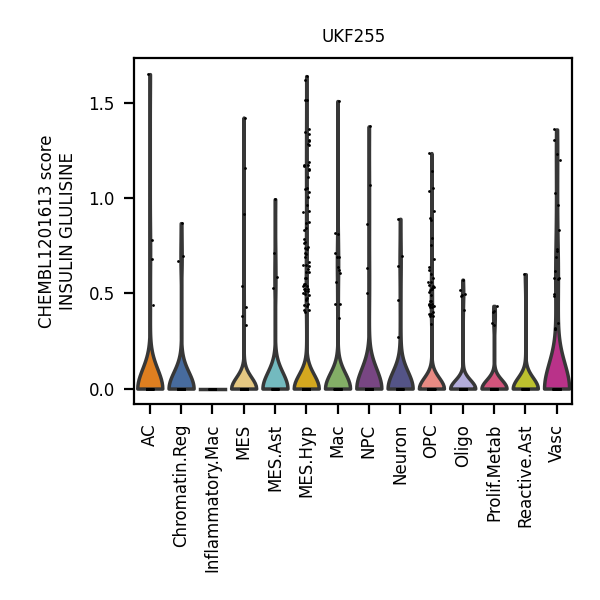 UKF255
CHEMBL1201613 score
INSULIN GLULISINE
1.5
1.0
0.5
0.0
AC
Chromatin.Reg
Inflammatory.Mac
MES
MES.Ast
MES.Hyp
Mac
NPC
Neuron
OPC
Oligo
Prolif.Metab
Reactive.Ast
Vasc